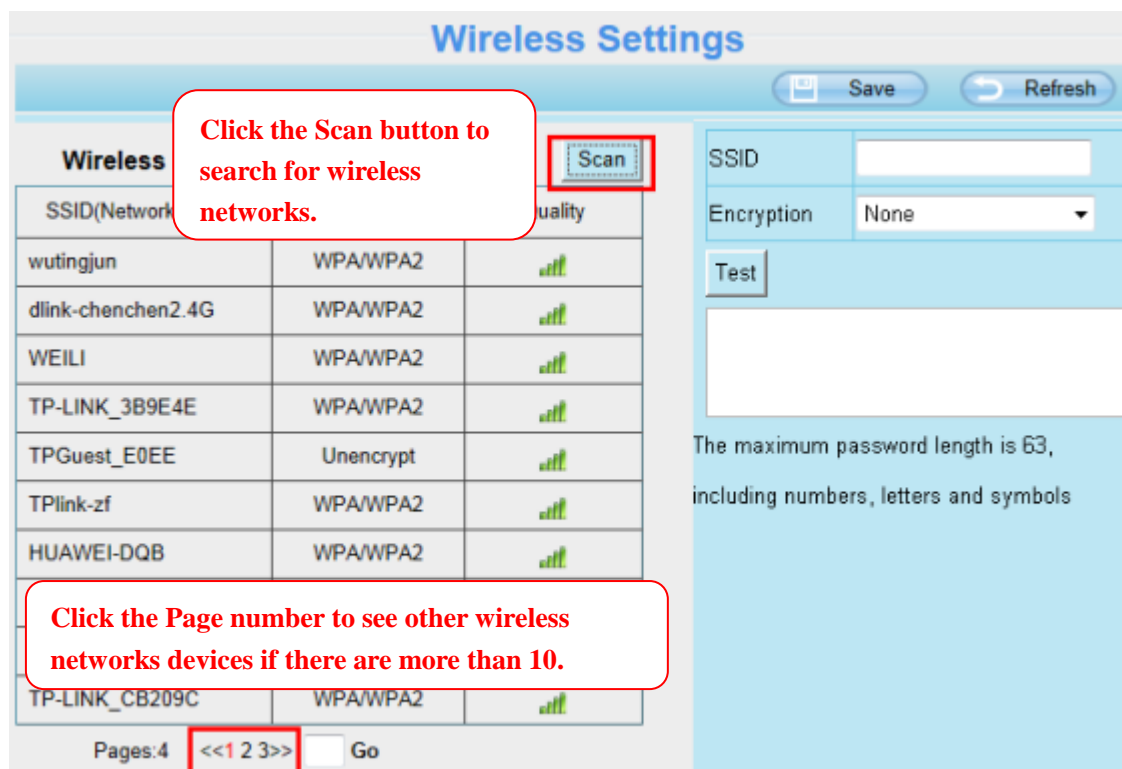 Wireless Settings
Save Refresh
Click the Scan button to
search for wireless
networks.
Wireless
Scan
SSID(Network
uality
wutingjun WPA/WPA2
dlink-chenchen2.4G WPA/WPA2
WEILI WPA/WPA2
TP-LINK_3B9E4E WPA/WPA2
TPGuest_E0EE Unencrypt
TPlink-zf WPA/WPA2
HUAWEI-DQB WPA/WPA2
Click the Page number to see other wireless
networks devices if there are more than 10.
TP-LINK_CB209C WPA/WPA2
Pages:4 <<1 2 3>> Go
SSID
Encryption None
Test
The maximum password length is 63,
including numbers, letters and symbols